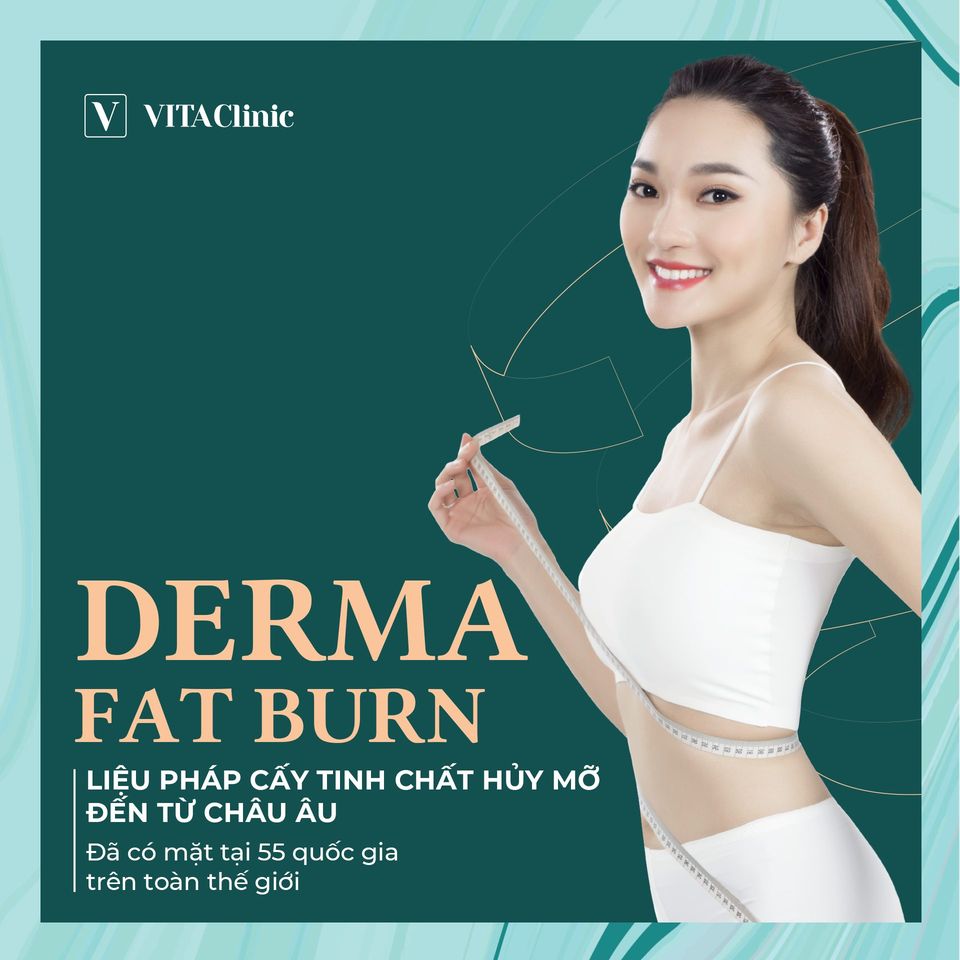 V VITAClinic
DERMA
FAT BURN
LIỆU PHÁP CẤY TINH CHẤT HỦY MỠ
ĐẾN TỪ CHÂU ÂU
Đã có mặt tại 55 quốc gia
trên toàn thế giới